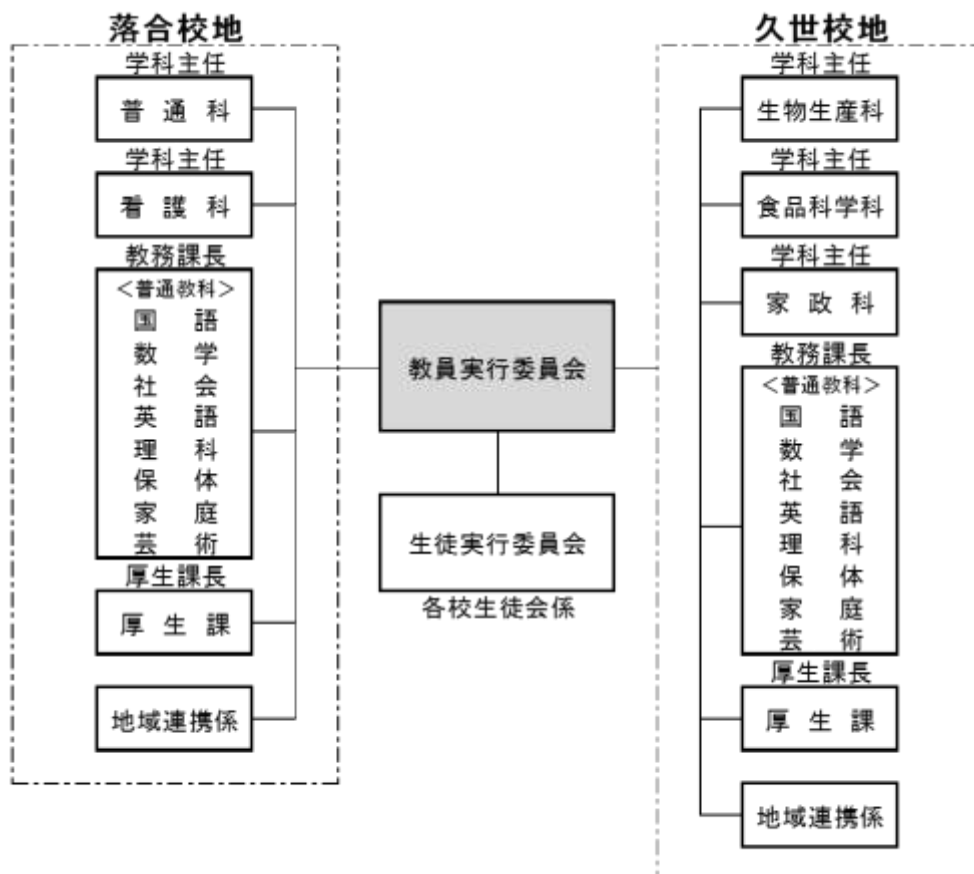 落合校地
学科主任
普通科
学科主任
看護科
教務課長
＜普通教科＞
国語
数学
社会
英語
理科
保体
家庭
芸術
厚生課長
厚生課
地域連携係
教員実行委員会
生徒実行委員会
各校生徒会係
久世校地
学科主任
生物生産科
学科主任
食品科学科
学科主任
家政科
教務課長
＜普通教科＞
国語
数学
社会
英語
理科
保体
家庭
芸術
厚生課長
厚生課
地域連携係